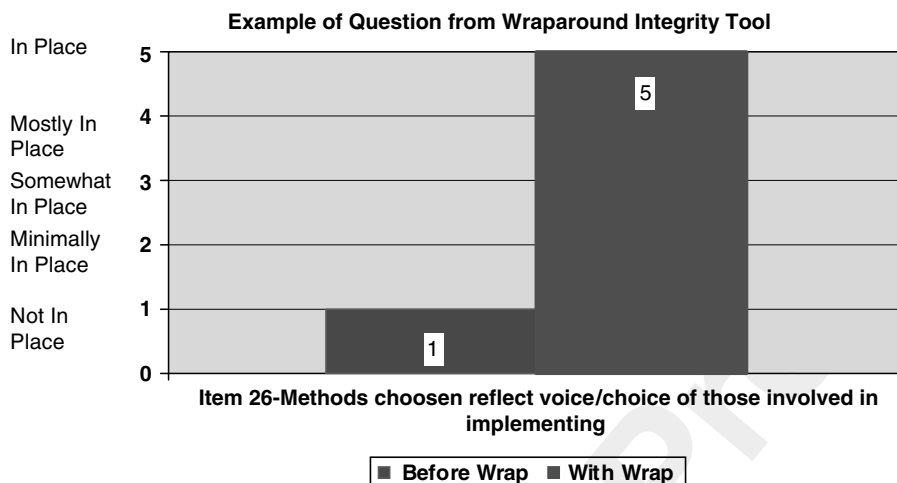 Example of Question from Wraparound Integrity Tool
In Place
Mostly In
Place
Somewhat
In Place
Minimally
In Place
Not In
Place
5
4
3
2
1
0
1
5
Item 26-Methods choosen reflect voice/choice of those involved in
implementing
Before Wrap With Wrap
Pro